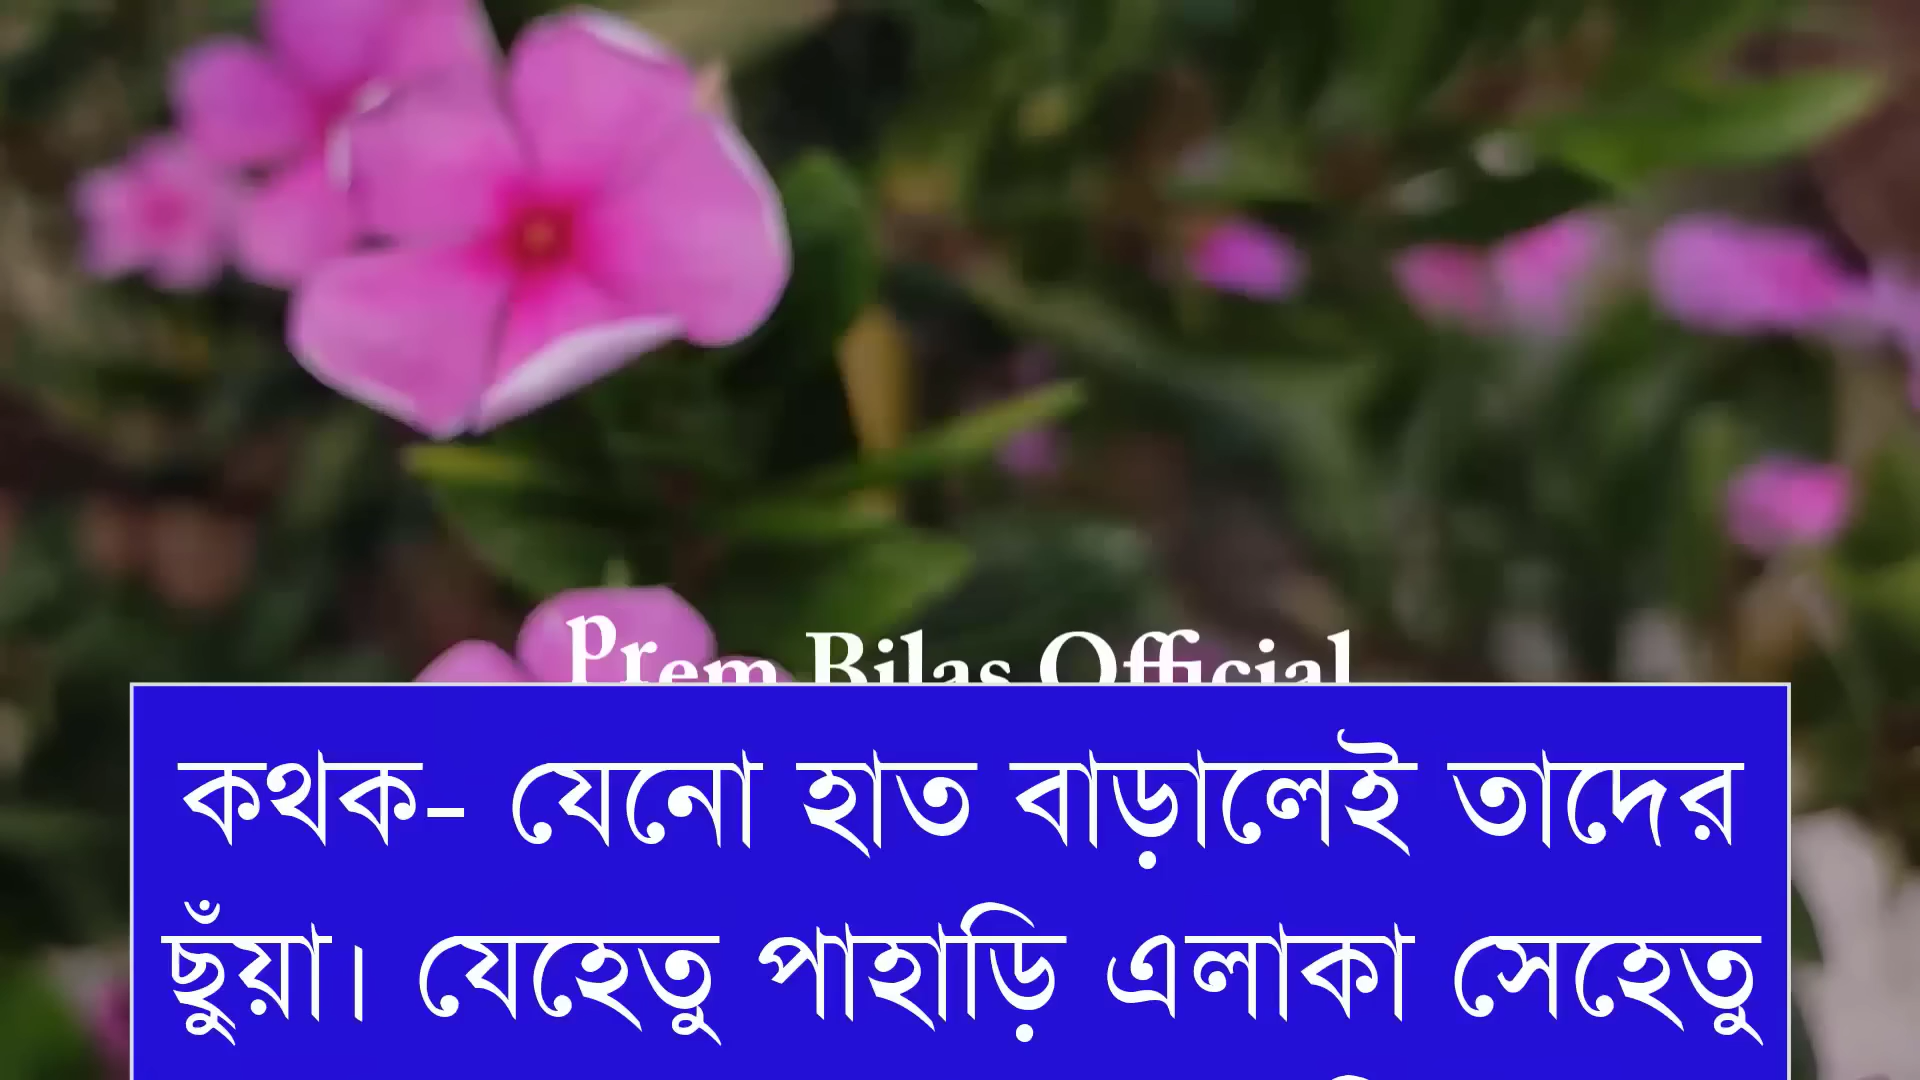 Prem Bilas Official
কথক- যেনো হাত বাড়ালেই তাদের
ছুঁয়া। যেহেতু পাহাড়ি এলাকা সেহেতু